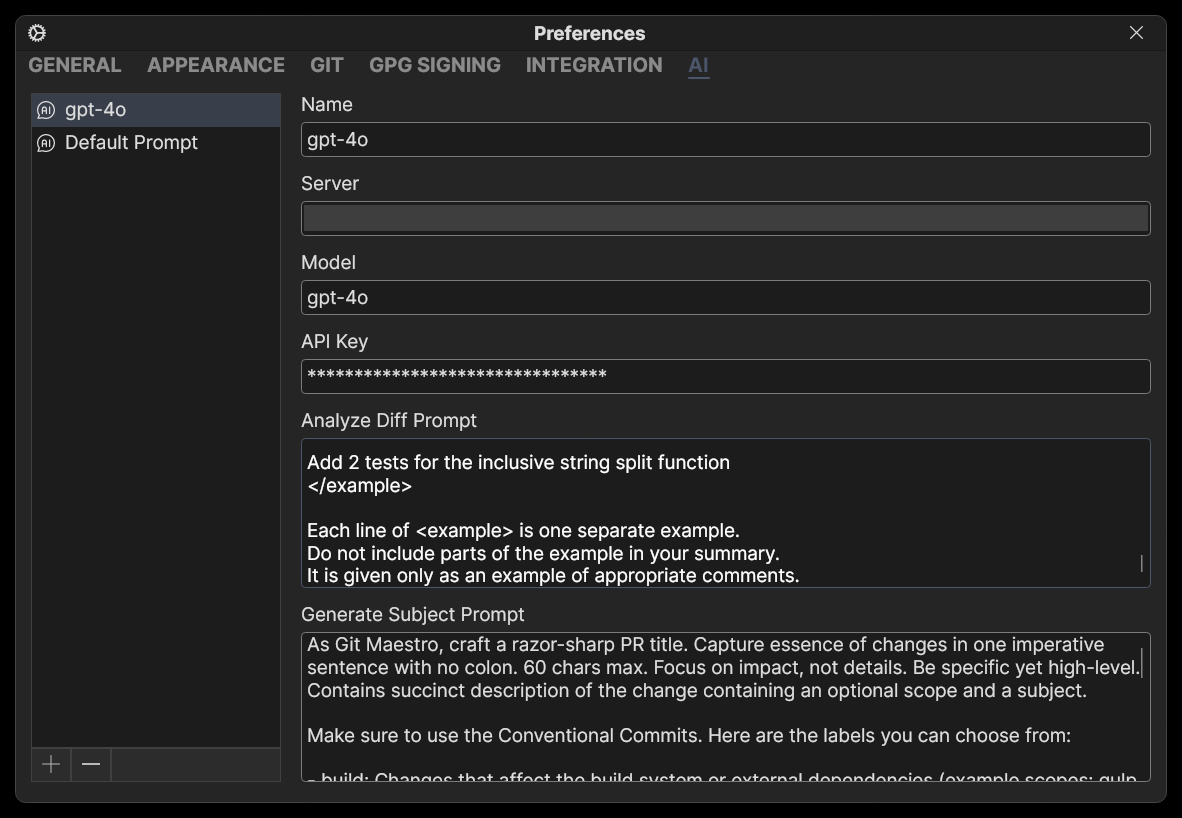 Preferences
GENERAL APPEARANCE GIT GPG SIGNING INTEGRATION AI
AI gpt-4o
AI Default Prompt
Name
gpt-4o
Server
Model
gpt-4o
API Key
********************************
Analyze Diff Prompt
Add 2 tests for the inclusive string split function
</example>
Each line of <example> is one separate example.
Do not include parts of the example in your summary.
It is given only as an example of appropriate comments.
Generate Subject Prompt
As Git Maestro, craft a razor-sharp PR title. Capture essence of changes in one imperative
sentence with no colon. 60 chars max. Focus on impact, not details. Be specific yet high-level.
Contains succinct description of the change containing an optional scope and a subject.
Make sure to use the Conventional Commits. Here are the labels you can choose from:
- build: Changes that affect the build system or external dependencies (example scopes: gulp,